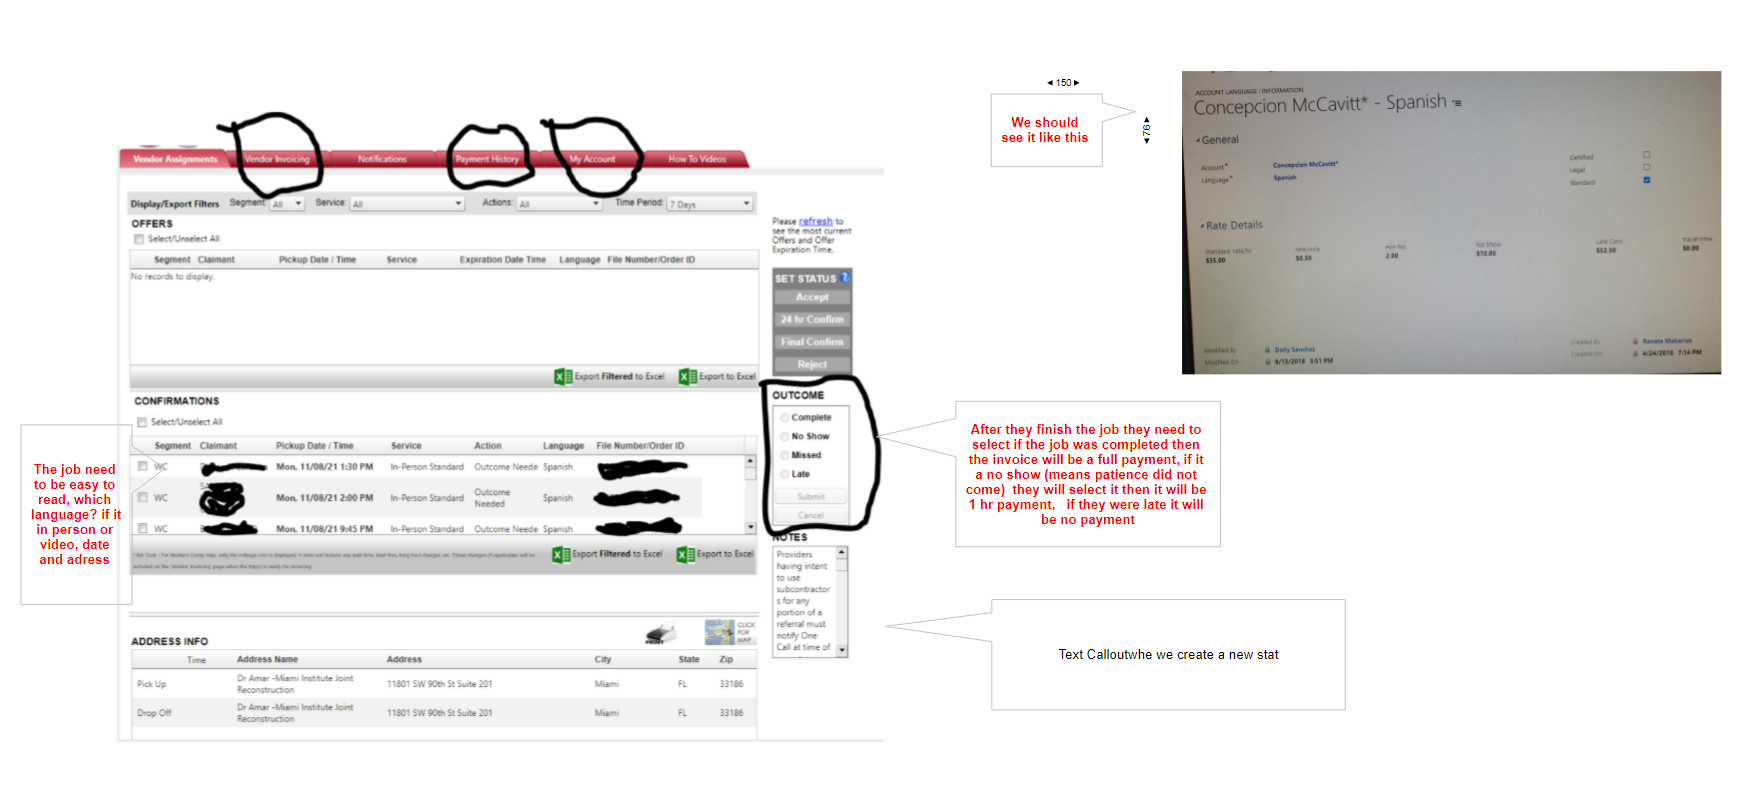 150
76
We should
see it like this
ACCOUNT LANGUAGE : INFORMATION
Concepcion McCavitt* - Spanish
General
Account* Concepcion McCavitt* Certified
Language* Spanish Legal
Standard
Rate Details
Standard rate/hr rate/mile min hrs No Show Late Canc travel time
$35.00 $0.30 2.00 $70.00 $52.50 $0.00
Modified By Dolly Sanchez Created By Renata Makarias
Modified On 9/13/2018 3:51 PM Created On 4/24/2018 7:14 PM
Vendor Assignments Vendor Invoicing Notifications Payment History My Account How To Videos
Display/Export Filters Segment: All Service: All Actions: All Time Period: 7 Days
OFFERS
Select/Unselect All
Segment Claimant Pickup Date / Time Service Expiration Date Time Language File Number/Order ID
No records to display.
Export Filtered to Excel Export to Excel
Please refresh to
see the most current
Offers and Offer
Expiration Time.
SET STATUS ?
Accept
24 hr Confirm
Final Confirm
Reject
CONFIRMATIONS
Select/Unselect All
Segment Claimant Pickup Date / Time Service Action Language File Number/Order ID
WC Mon, 11/08/21 1:30 PM In-Person Standard Outcome Neede Spanish
WC Mon, 11/08/21 2:00 PM In-Person Standard Outcome Needed Spanish
WC Mon, 11/08/21 9:45 PM In-Person Standard Outcome Neede Spanish
Export Filtered to Excel Export to Excel
OUTCOME
Complete
No Show
Missed
Late
Submit
Cancel
NOTES
Providers
having intent
to use
subcontractor
s for any
portion of a
referral must
notify One
Call at time of
The job need
to be easy to
read, which
language? if it
in person or
video, date
and adress
After they finish the job they need to
select if the job was completed then
the invoice will be a full payment, if it
a no show (means patience did not
come) they will select it then it will be
1 hr payment, if they were late it will
be no payment
Text Calloutwhe we create a new stat
ADDRESS INFO
PRINT
CLICK
FOR
MAP
Time Address Name Address City State Zip
Pick Up Dr Amar -Miami Institute Joint Reconstruction 11801 SW 90th St Suite 201 Miami FL 33186
Drop Off Dr Amar -Miami Institute Joint Reconstruction 11801 SW 90th St Suite 201 Miami FL 33186